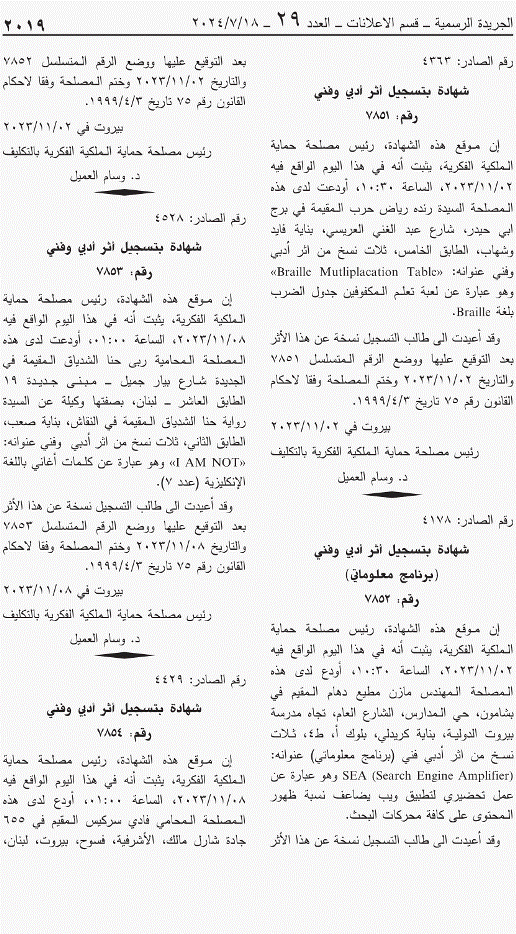 الجريدة الرسمية ــ قسم الاعلانات ــ العدد ٢٩ ــ ٢٠٢٤/٧/١٨
٢٠١٩
رقم الصادر: ٤٣٦٣
شهادة بتسجيل أثر أدبي وفني
رقم: ٧٨٥١
إن موقع هذه الشهادة، رئيس مصلحة حماية
الملكية الفكرية، يثبت أنه في هذا اليوم الواقع فيه
٢٠٢٣/١١/٠٢، الساعة ١٠:٣٠، أودعت لدى هذه
المصلحة السيدة رنده رياض حرب المقيمة في برج
ابي حيدر، شارع عبد الغني العريسي، بناية فايد
وشهاب، الطابق الخامس، ثلاث نسخ من اثر أدبي
وفني عنوانه: «Braille Mutliplacation Table»
وهو عبارة عن لعبة تعلم المكفوفين جدول الضرب
بلغة Braille.
وقد أعيدت الى طالب التسجيل نسخة عن هذا الأثر
بعد التوقيع عليها ووضع الرقم المتسلسل ٧٨٥١
والتاريخ ٢٠٢٣/١١/٠٢ وختم المصلحة وفقا لاحكام
القانون رقم ٧٥ تاريخ ١٩٩٩/٤/٣.
بيروت في ٢٠٢٣/١١/٠٢
رئيس مصلحة حماية الملكية الفكرية بالتكليف
د. وسام العميل
رقم الصادر: ٤١٧٨
شهادة بتسجيل أثر أدبي وفني
(برنامج معلوماتي)
رقم: ٧٨٥٢
إن موقع هذه الشهادة، رئيس مصلحة حماية
الملكية الفكرية، يثبت أنه في هذا اليوم الواقع فيه
٢٠٢٣/١١/٠٢، الساعة ١٠:٣٠، أودع لدى هذه
المصلحة المهندس مازن مطيع دهام المقيم في
بشامون، حي المدارس، الشارع العام، تجاه مدرسة
بيروت الدولية، بناية كريدلي، بلوك أ، ط٤، ثلاث
نسخ من اثر أدبي فني (برنامج معلوماتي) عنوانه:
SEA (Search Engine Amplifier) وهو عبارة عن
عمل تحضيري لتطبيق ويب يضاعف نسبة ظهور
المحتوى على كافة محركات البحث.
وقد أعيدت الى طالب التسجيل نسخة عن هذا الأثر
بعد التوقيع عليها ووضع الرقم المتسلسل ٧٨٥٢
والتاريخ ٢٠٢٣/١١/٠٢ وختم المصلحة وفقا لاحكام
القانون رقم ٧٥ تاريخ ١٩٩٩/٤/٣.
بيروت في ٢٠٢٣/١١/٠٢
رئيس مصلحة حماية الملكية الفكرية بالتكليف
د. وسام العميل
رقم الصادر: ٤٥٢٨
شهادة بتسجيل أثر أدبي وفني
رقم: ٧٨٥٣
إن موقع هذه الشهادة، رئيس مصلحة حماية
الملكية الفكرية، يثبت أنه في هذا اليوم الواقع فيه
٢٠٢٣/١١/٠٨، الساعة ٠١:٠٠، أودعت لدى هذه
المصلحة المحامية ربى حنا الشدياق المقيمة في
الجديدة شارع بيار جميل ــ مبنى جديدة ١٩
الطابق العاشر ــ لبنان، بصفتها وكيلة عن السيدة
رواية حنا الشدياق المقيمة في النقاش، بناية صعب،
الطابق الثاني، ثلاث نسخ من اثر أدبي وفني عنوانه:
«I AM NOT» وهو عبارة عن كلمات أغاني باللغة
الإنكليزية (عدد ٧).
وقد أعيدت الى طالب التسجيل نسخة عن هذا الأثر
بعد التوقيع عليها ووضع الرقم المتسلسل ٧٨٥٣
والتاريخ ٢٠٢٣/١١/٠٨ وختم المصلحة وفقا لاحكام
القانون رقم ٧٥ تاريخ ١٩٩٩/٤/٣.
بيروت في ٢٠٢٣/١١/٠٨
رئيس مصلحة حماية الملكية الفكرية بالتكليف
د. وسام العميل
رقم الصادر: ٤٤٢٩
شهادة بتسجيل أثر أدبي وفني
رقم: ٧٨٥٤
إن موقع هذه الشهادة، رئيس مصلحة حماية
الملكية الفكرية، يثبت أنه في هذا اليوم الواقع فيه
٢٠٢٣/١١/٠٨، الساعة ٠١:٠٠، أودع لدى هذه
المصلحة المحامي فادي سركيس المقيم في ٦٥٥
جادة شارل مالك، الأشرفية، فسوح، بيروت، لبنان،